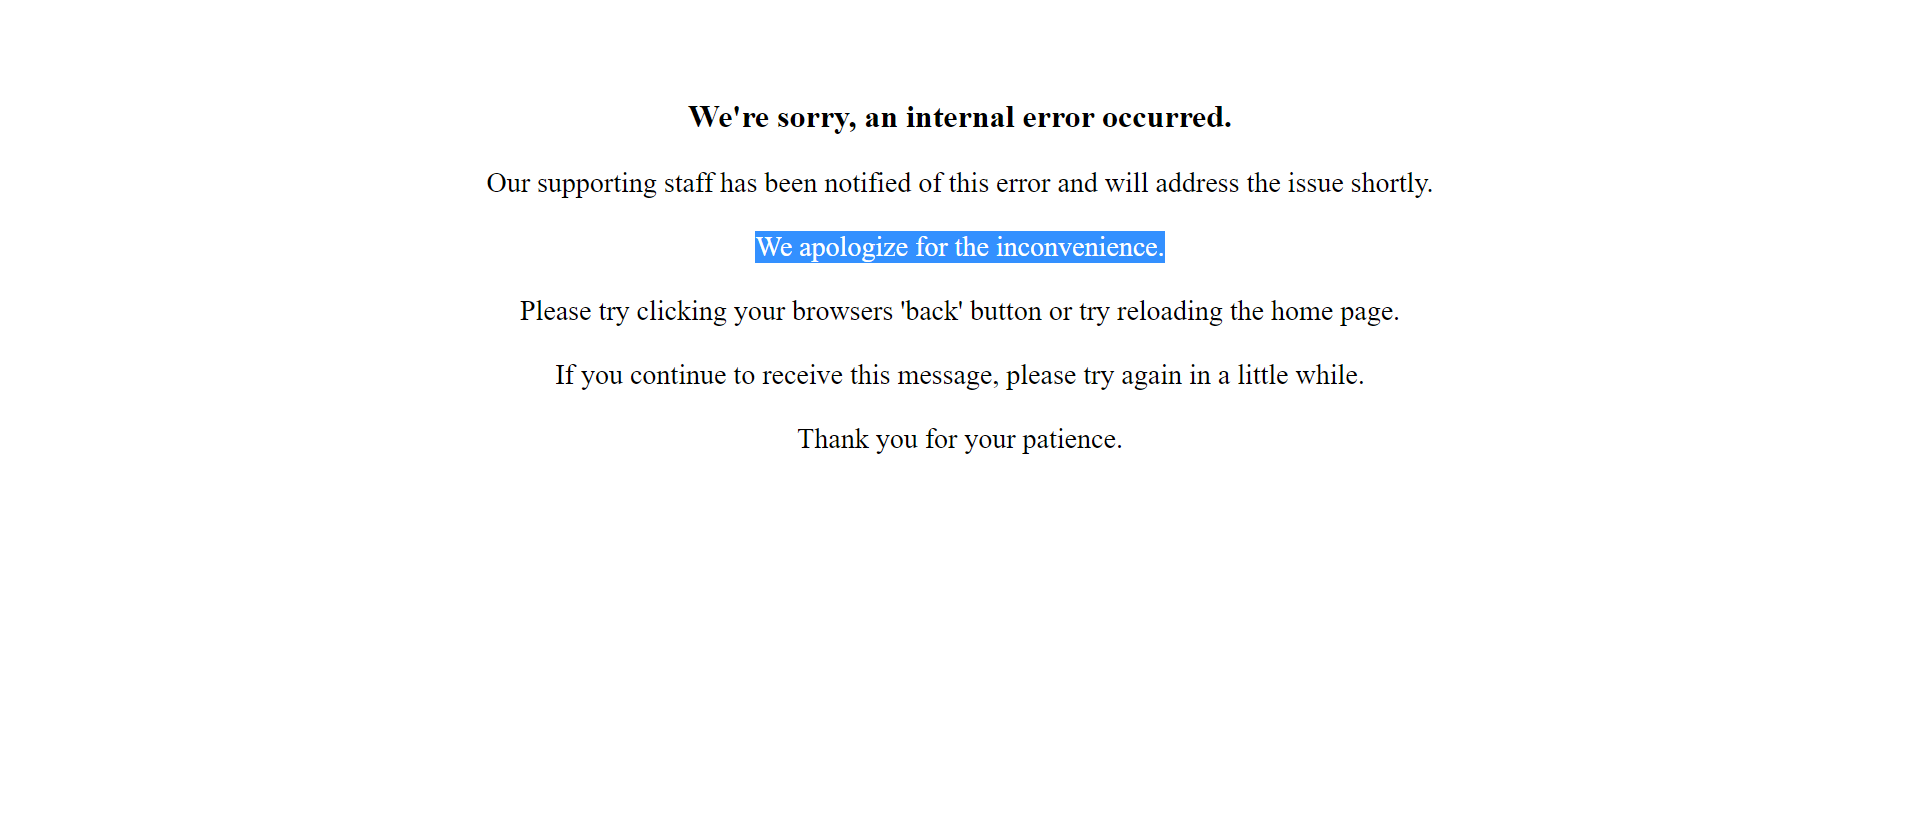 We're sorry, an internal error occurred.
Our supporting staff has been notified of this error and will address the issue shortly.
We apologize for the inconvenience.
Please try clicking your browsers 'back' button or try reloading the home page.
If you continue to receive this message, please try again in a little while.
Thank you for your patience.